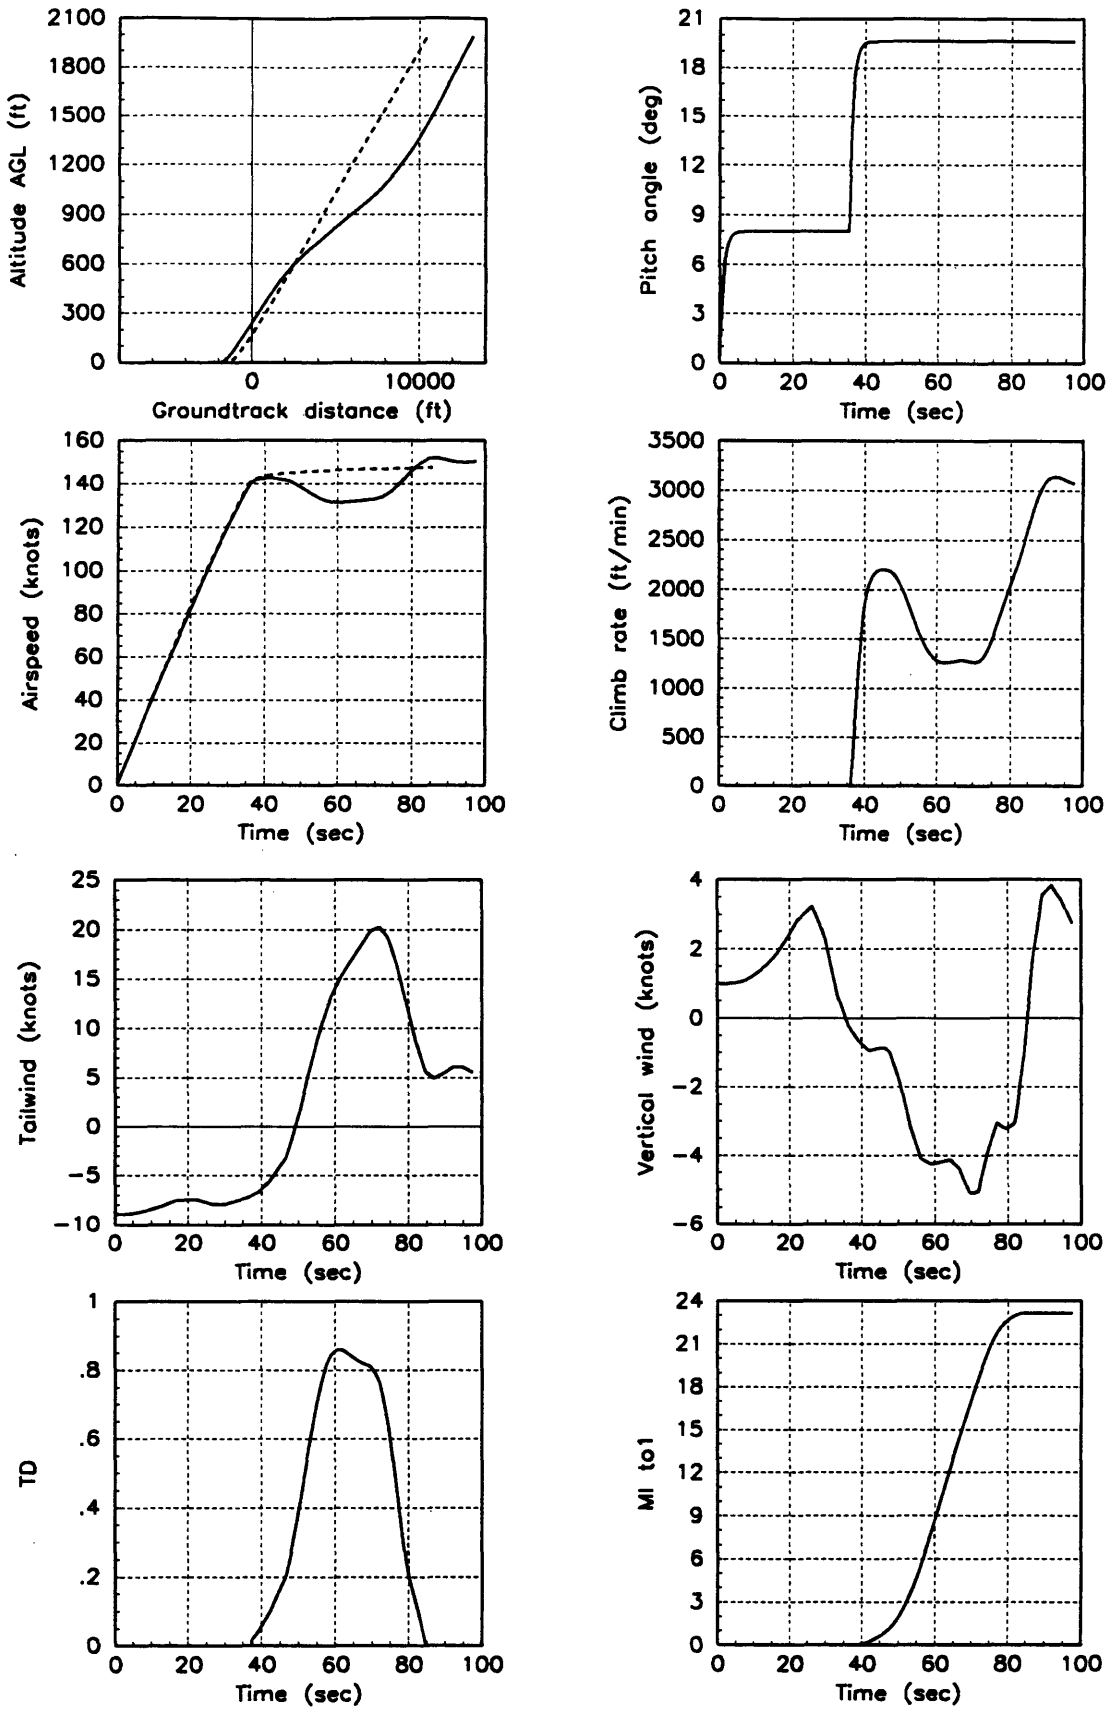 2100
1800
1500
1200
900
600
300
0
Altitude AGL (ft)
0 10000
Groundtrack distance (ft)
21
18
15
12
9
6
3
0
Pitch angle (deg)
0 20 40 60 80 100
Time (sec)
160
140
120
100
80
60
40
20
0
Airspeed (knots)
0 20 40 60 80 100
Time (sec)
3500
3000
2500
2000
1500
1000
500
0
Climb rate (ft/min)
0 20 40 60 80 100
Time (sec)
25
20
15
10
5
0
-5
-10
Tailwind (knots)
0 20 40 60 80 100
Time (sec)
4
2
0
-2
-4
-6
Vertical wind (knots)
0 20 40 60 80 100
Time (sec)
1
.8
.6
.4
.2
0
TD
0 20 40 60 80 100
Time (sec)
24
21
18
15
12
9
6
3
0
MI to1
0 20 40 60 80 100
Time (sec)